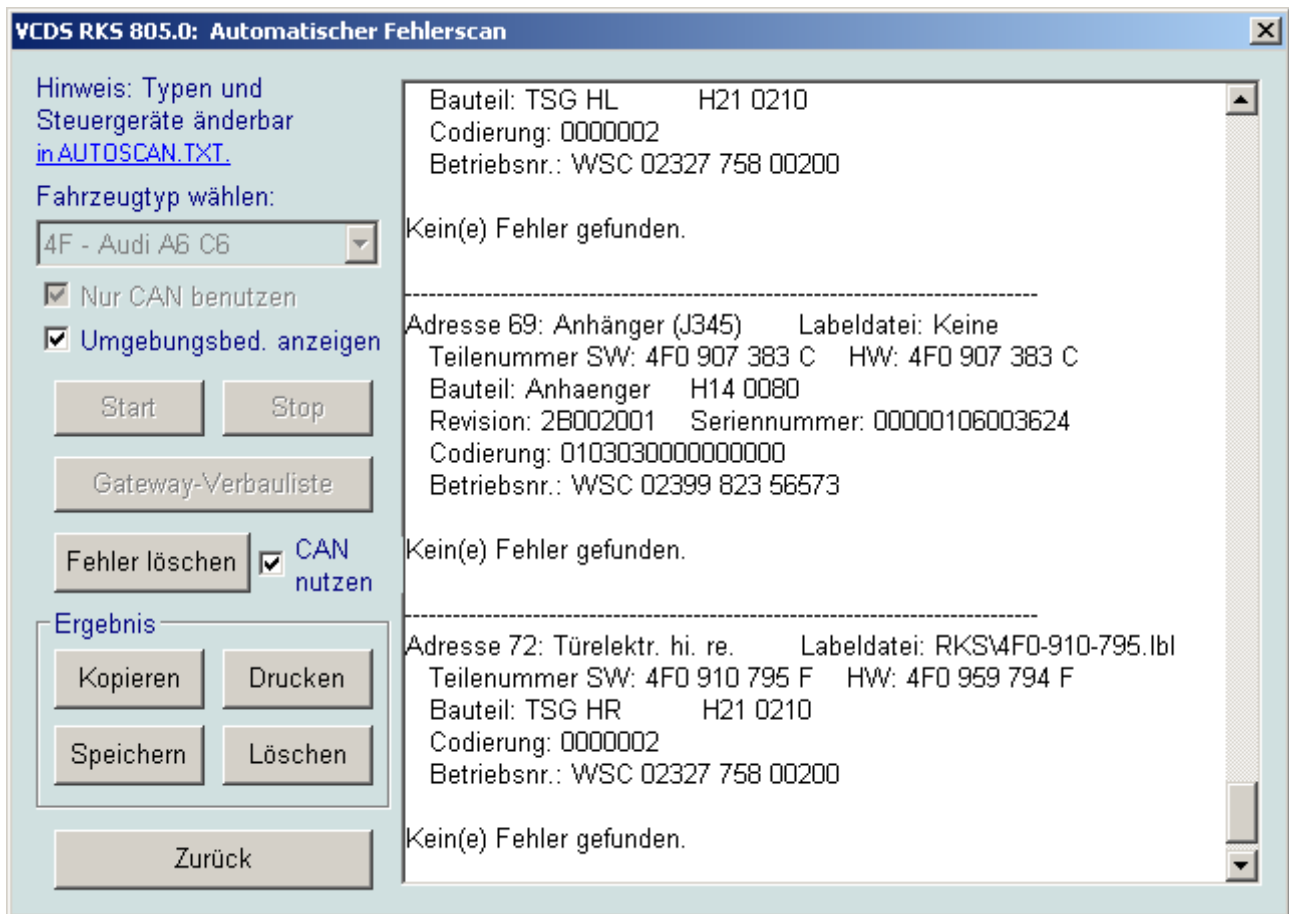 VCDS RKS 805.0: Automatischer Fehlerscan
Hinweis: Typen und
Steuergeräte änderbar
in AUTOSCAN.TXT.
Fahrzeugtyp wählen:
4F - Audi A6 C6
Nur CAN benutzen
Umgebungsbed. anzeigen
Start Stop
Gateway-Verbauliste
Fehler löschen
CAN
nutzen
Ergebnis
Kopieren Drucken
Speichern Löschen
Zurück
Bauteil: TSG HL H21 0210
Codierung: 0000002
Betriebsnr.: WSC 02327 758 00200
Kein(e) Fehler gefunden.
-------------------------------------------------------------------------------
Adresse 69: Anhänger (J345) Labeldatei: Keine
Teilenummer SW: 4F0 907 383 C HW: 4F0 907 383 C
Bauteil: Anhaenger H14 0080
Revision: 2B002001 Seriennummer: 00000106003624
Codierung: 0103030000000000
Betriebsnr.: WSC 02399 823 56573
Kein(e) Fehler gefunden.
-------------------------------------------------------------------------------
Adresse 72: Türelektr. hi. re. Labeldatei: RKS\4F0-910-795.lbl
Teilenummer SW: 4F0 910 795 F HW: 4F0 959 794 F
Bauteil: TSG HR H21 0210
Codierung: 0000002
Betriebsnr.: WSC 02327 758 00200
Kein(e) Fehler gefunden.